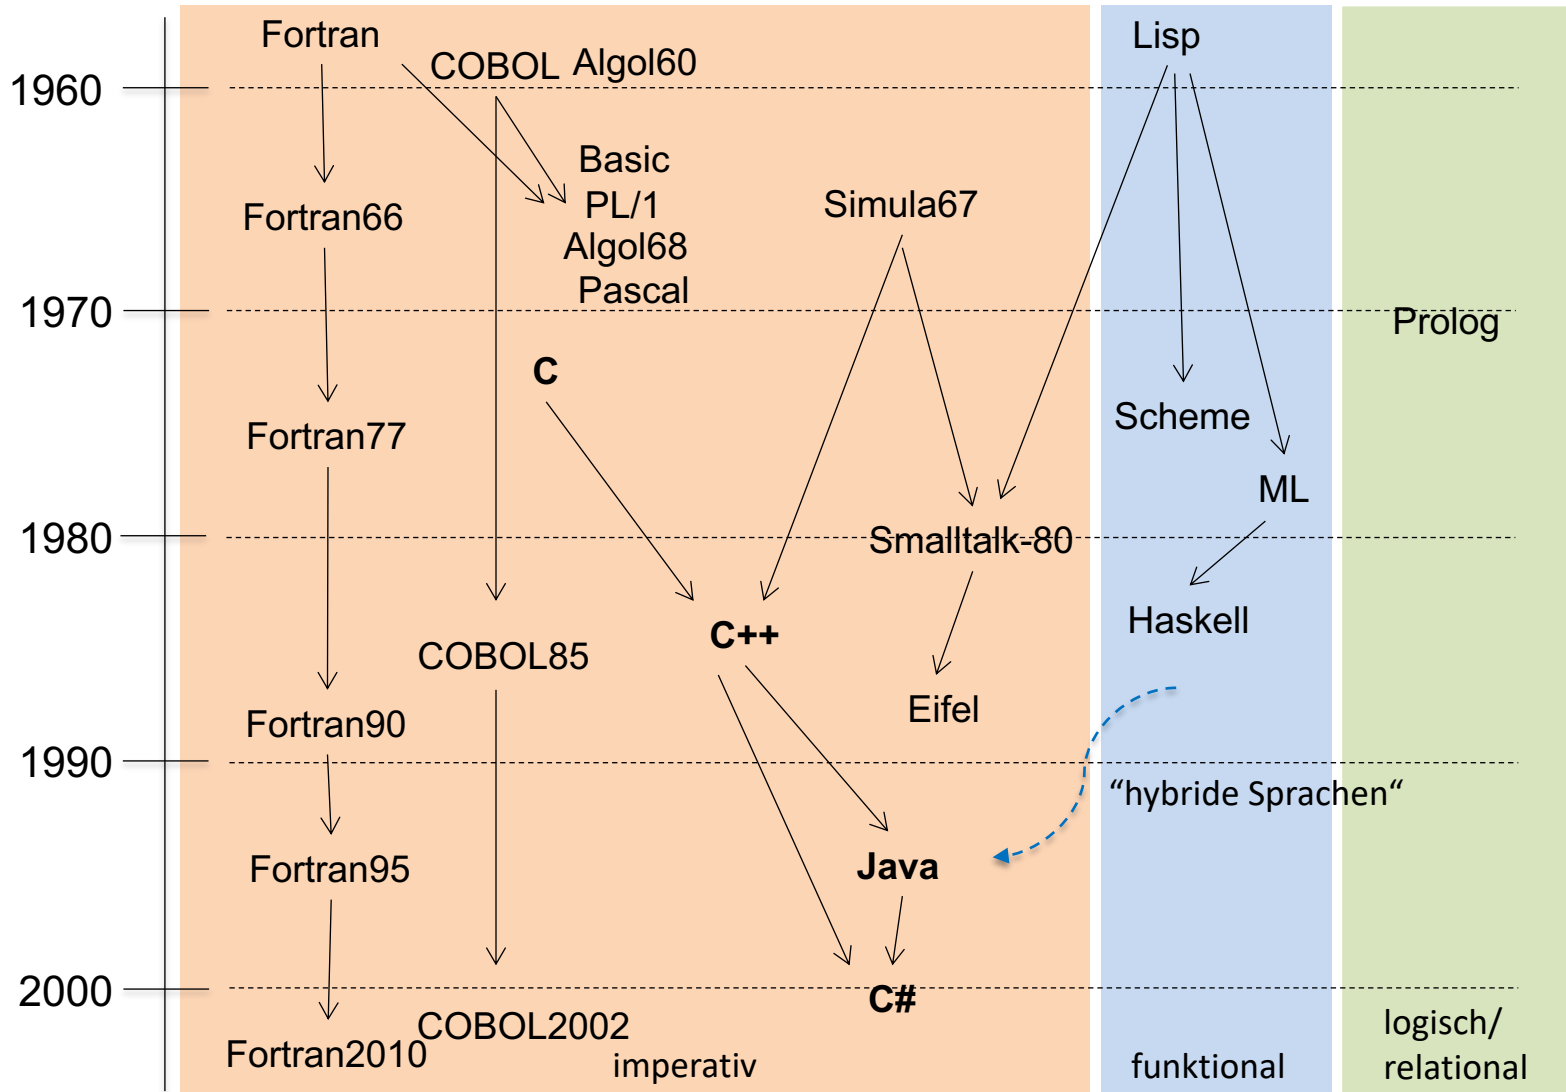 Fortran
Lisp
COBOL
Algol60
1960
Basic
PL/1
Simula67
Fortran66
Algol68
Pascal
1970
Prolog
C
Scheme
Fortran77
ML
1980
Smalltalk-80
Haskell
C++
COBOL85
Eifel
Fortran90
1990
“hybride Sprachen“
Java
Fortran95
2000
C#
COBOL2002
logisch/
Fortran2010
imperativ
funktional
relational